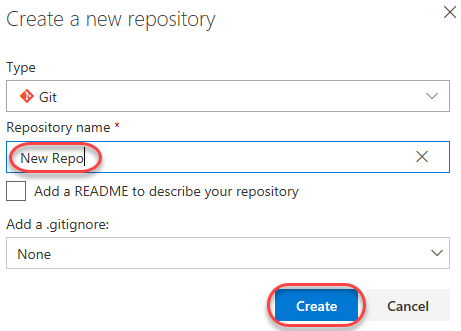 Create a new repository
Type
Git
Repository name *
New Repo
Add a README to describe your repository
Add a .gitignore:
None
Create Cancel